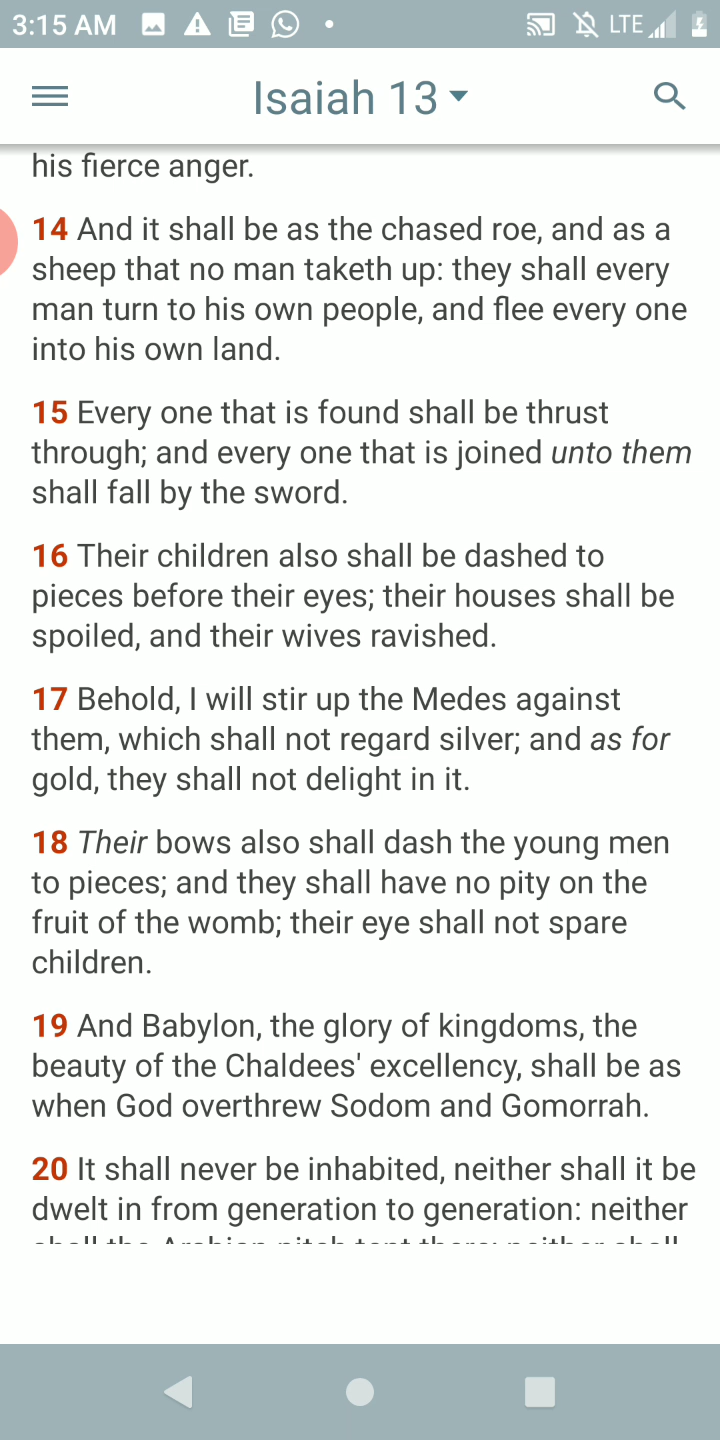 3:15 AM
LTE
Isaiah 13
his fierce anger.
14 And it shall be as the chased roe, and as a
sheep that no man taketh up: they shall every
man turn to his own people, and flee every one
into his own land.
15 Every one that is found shall be thrust
through; and every one that is joined unto them
shall fall by the sword.
16 Their children also shall be dashed to
pieces before their eyes; their houses shall be
spoiled, and their wives ravished.
17 Behold, I will stir up the Medes against
them, which shall not regard silver; and as for
gold, they shall not delight in it.
18 Their bows also shall dash the young men
to pieces; and they shall have no pity on the
fruit of the womb; their eye shall not spare
children.
19 And Babylon, the glory of kingdoms, the
beauty of the Chaldees' excellency, shall be as
when God overthrew Sodom and Gomorrah.
20 It shall never be inhabited, neither shall it be
dwelt in from generation to generation: neither
shall the Arabian pitch tent there; neither shall